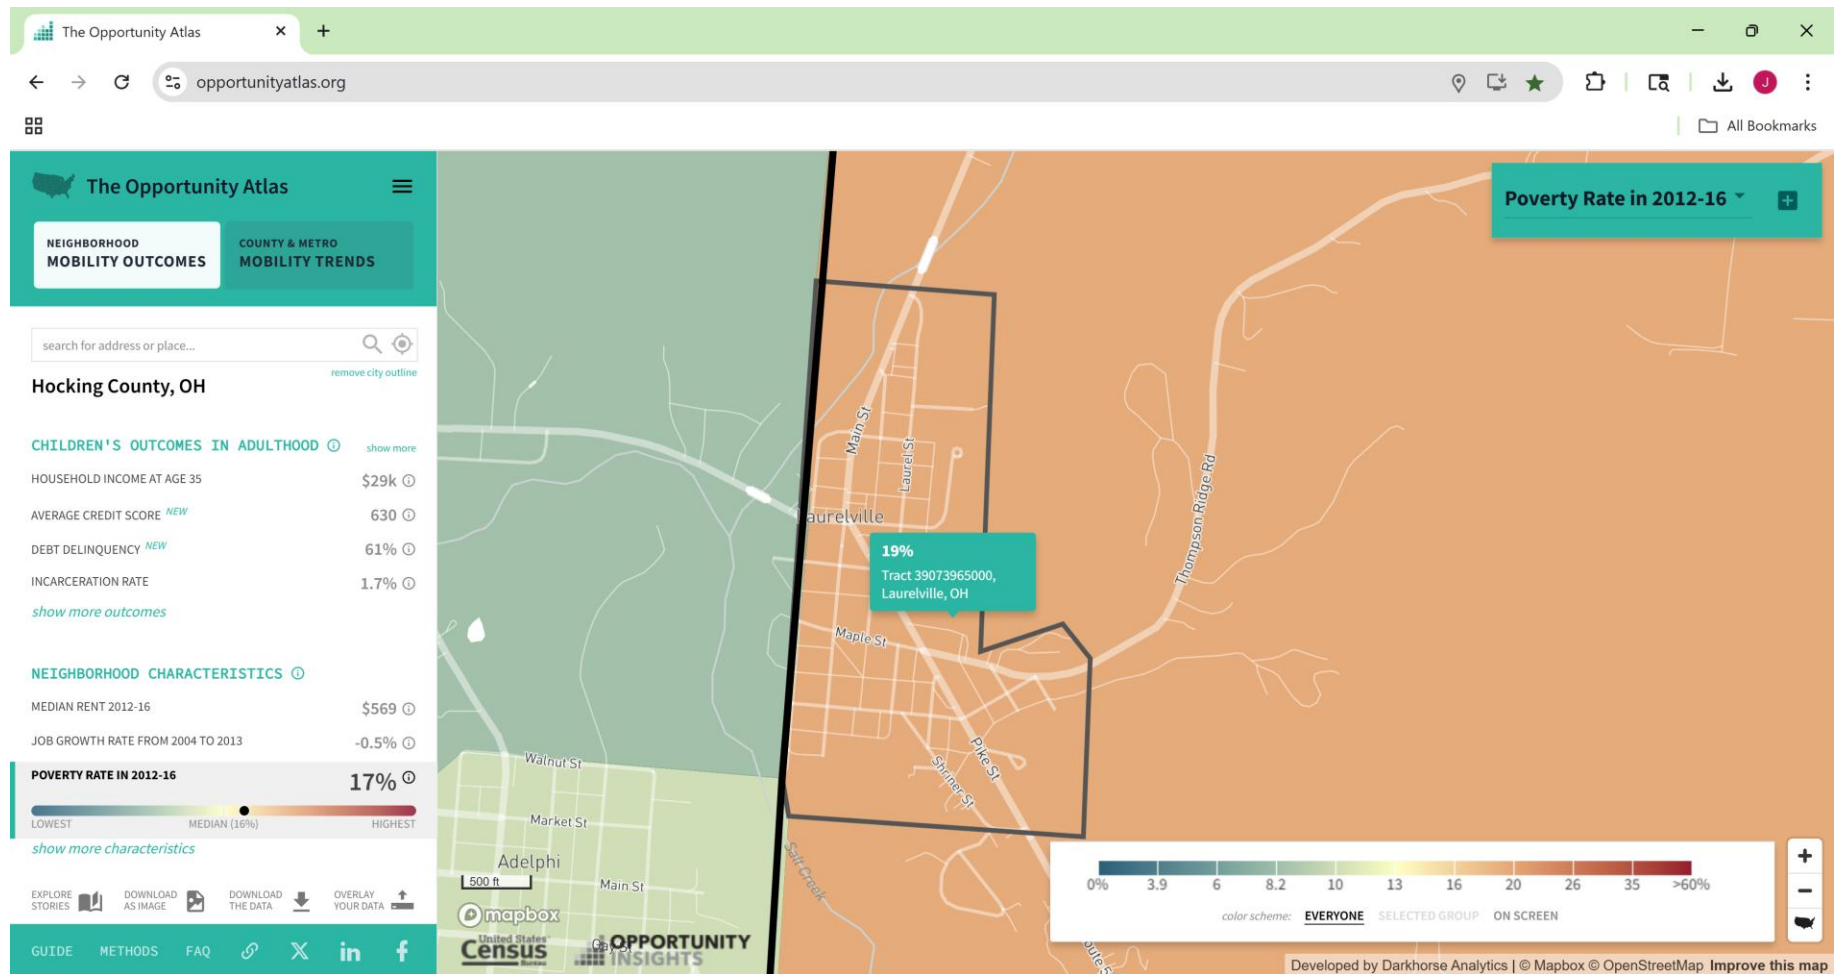 The Opportunity Atlas
opportunityatlas.org
J
All Bookmarks
The Opportunity Atlas
NEIGHBORHOOD
MOBILITY OUTCOMES
COUNTY & METRO
MOBILITY TRENDS
search for address or place...
remove city outline
Hocking County, OH
CHILDREN'S OUTCOMES IN ADULTHOOD
show more
HOUSEHOLD INCOME AT AGE 35
$29k
AVERAGE CREDIT SCORE NEW
630
DEBT DELINQUENCY NEW
61%
INCARCERATION RATE
1.7%
show more outcomes
NEIGHBORHOOD CHARACTERISTICS
MEDIAN RENT 2012-16
$569
JOB GROWTH RATE FROM 2004 TO 2013
-0.5%
POVERTY RATE IN 2012-16
17%
LOWEST MEDIAN (16%) HIGHEST
show more characteristics
EXPLORE STORIES
DOWNLOAD AS IMAGE
DOWNLOAD THE DATA
OVERLAY YOUR DATA
GUIDE METHODS FAQ
Poverty Rate in 2012-16
Main St
Laurel St
aurelville
19%
Tract 39073965000,
Laurelville, OH
Thompson Ridge Rd
Maple St
Pike St
Shriner St
Walnut St
Market St
Adelphi
Main St
Salt Creek
500 ft
mapbox
United States
Census
Bureau
OPPORTUNITY
INSIGHTS
0% 3.9 6 8.2 10 13 16 20 26 35 >60%
color scheme: EVERYONE SELECTED GROUP ON SCREEN
Developed by Darkhorse Analytics | © Mapbox © OpenStreetMap Improve this map